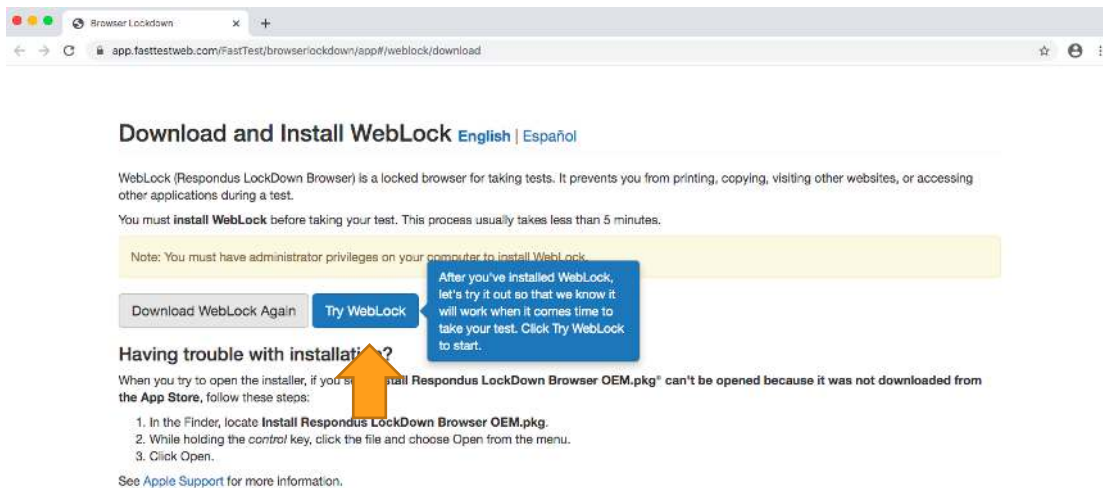 Browser Lockdown
app.fasttestweb.com/FastTest/browserlockdown/app#/weblock/download
Download and Install WebLock English | Español
WebLock (Respondus LockDown Browser) is a locked browser for taking tests. It prevents you from printing, copying, visiting other websites, or accessing
other applications during a test.
You must install WebLock before taking your test. This process usually takes less than 5 minutes.
Note: You must have administrator privileges on your computer to install WebLock.
After you've installed WebLock,
let's try it out so that we know it
will work when it comes time to
take your test. Click Try WebLock
to start.
Download WebLock Again Try WebLock
Having trouble with installation?
When you try to open the installer, if you Install Respondus LockDown Browser OEM.pkg" can't be opened because it was not downloaded from
the App Store, follow these steps:
1. In the Finder, locate Install Respondus LockDown Browser OEM.pkg.
2. While holding the control key, click the file and choose Open from the menu.
3. Click Open.
See Apple Support for more information.